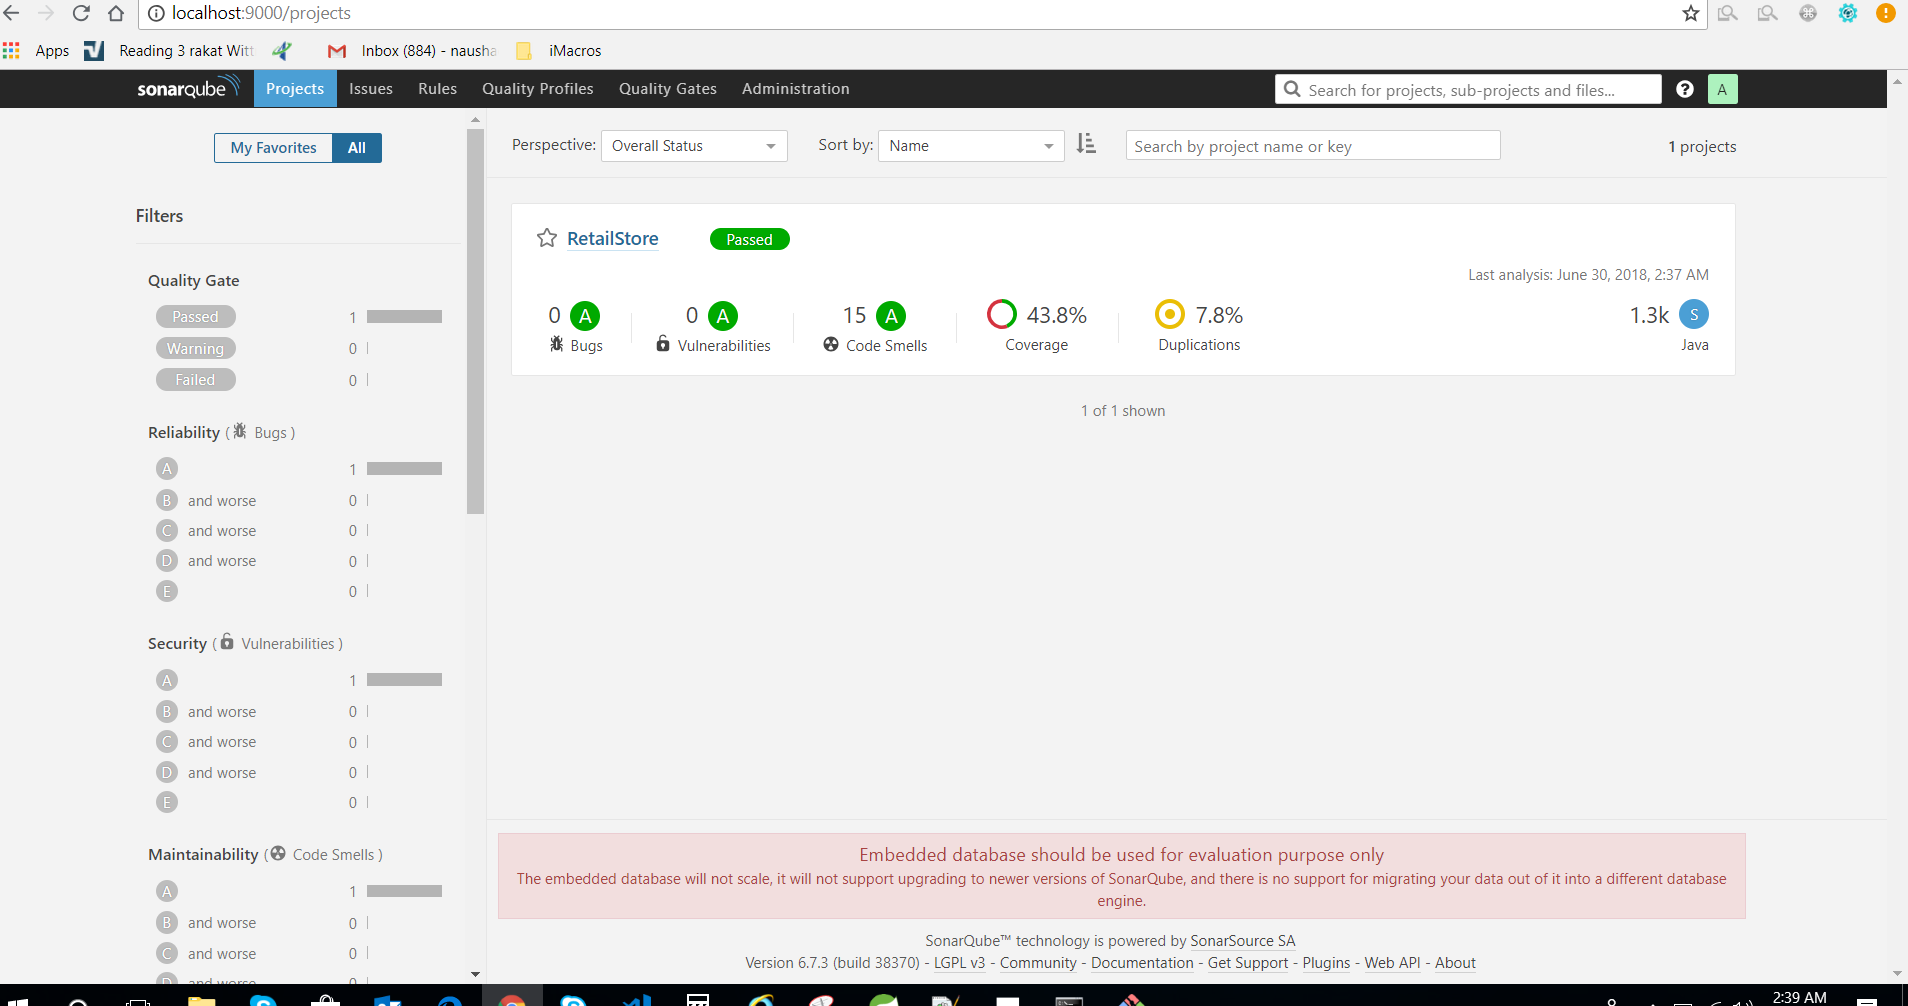 localhost:9000/projects
Apps Reading 3 rakat Witt Inbox (884) - nausha iMacros
sonarqube Projects Issues Rules Quality Profiles Quality Gates Administration Search for projects, sub-projects and files... ? A
My Favorites All
Perspective: Overall Status Sort by: Name Search by project name or key 1 projects
Filters
Quality Gate
Passed 1
Warning 0
Failed 0
Reliability ( Bugs )
A 1
B and worse 0
C and worse 0
D and worse 0
E 0
Security ( Vulnerabilities )
A 1
B and worse 0
C and worse 0
D and worse 0
E 0
Maintainability ( Code Smells )
A 1
B and worse 0
C and worse 0
D and worse 0
RetailStore Passed
Last analysis: June 30, 2018, 2:37 AM
0 A 0 A 15 A 43.8% 7.8% 1.3k S
Bugs Vulnerabilities Code Smells Coverage Duplications Java
1 of 1 shown
Embedded database should be used for evaluation purpose only
The embedded database will not scale, it will not support upgrading to newer versions of SonarQube, and there is no support for migrating your data out of it into a different database
engine.
SonarQube™ technology is powered by SonarSource SA
Version 6.7.3 (build 38370) - LGPL v3 - Community - Documentation - Get Support - Plugins - Web API - About
2:39 AM